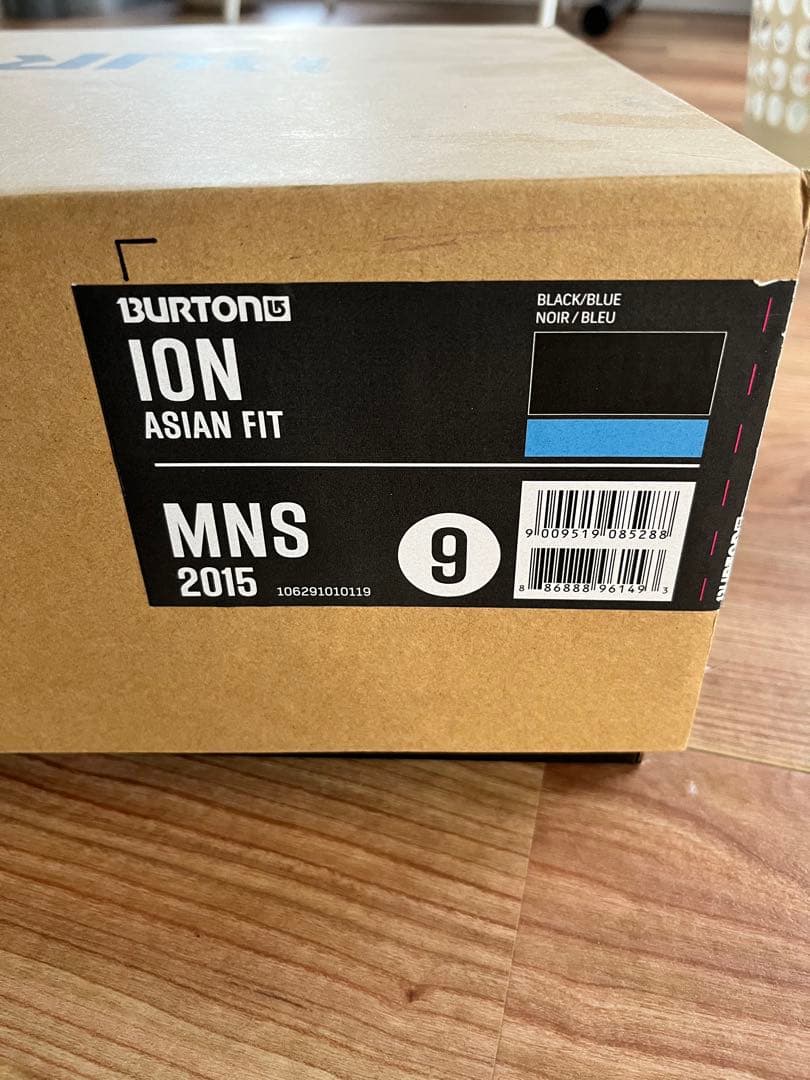 BURTON
ION
ASIAN FIT
BLACK/BLUE
NOIR / BLEU
MNS
2015
106291010119
9
9 009519 085288
8 86888 96149 3
BURTON